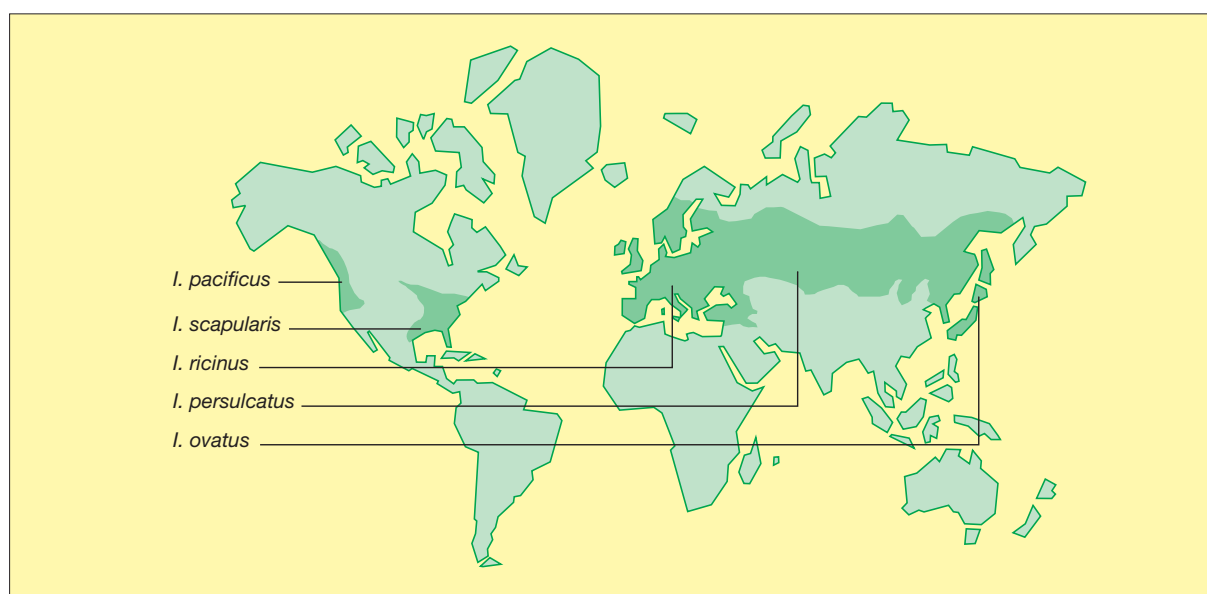 I. pacificus
I. scapularis
I. ricinus
I. persulcatus
I. ovatus